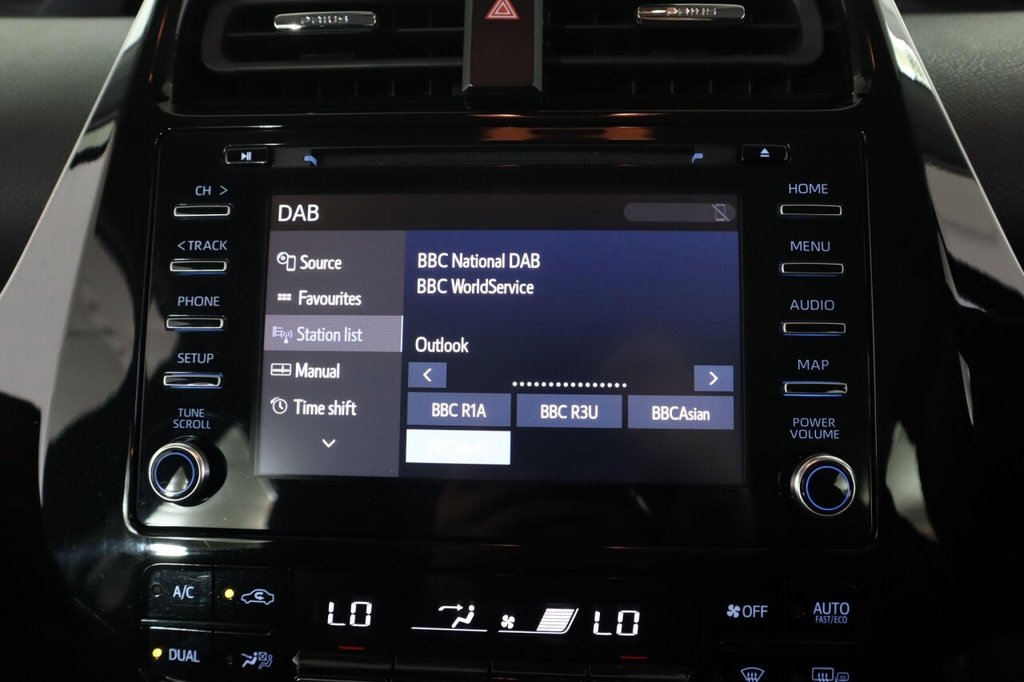 PRIUS PRIUS
CH >
< TRACK
PHONE
SETUP
TUNE
SCROLL
DAB
Source
Favourites
Station list
Manual
Time shift
BBC National DAB
BBC WorldService
Outlook
< >
BBC R1A BBC R3U BBCAsian
HOME
MENU
AUDIO
MAP
POWER
VOLUME
A/C
DUAL
LO LO
OFF
AUTO
FAST/ECO